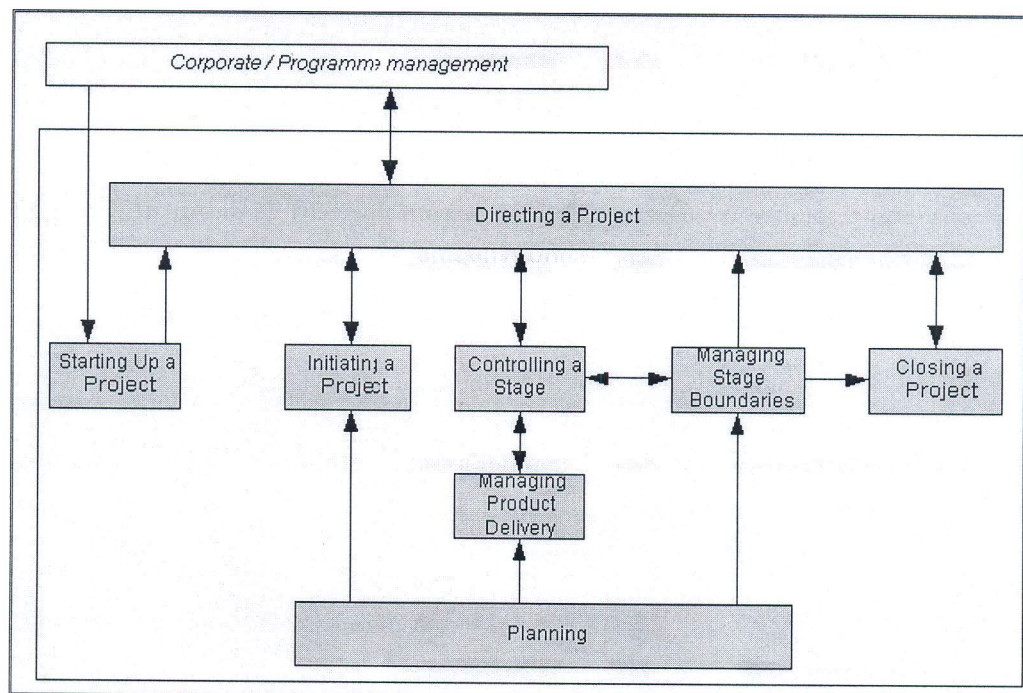 Corporate / Programme management
Directing a Project
Starting Up a
Project
Initiating a
Project
Controlling a
Stage
Managing
Stage
Boundaries
Closing a
Project
Managing
Product
Delivery
Planning